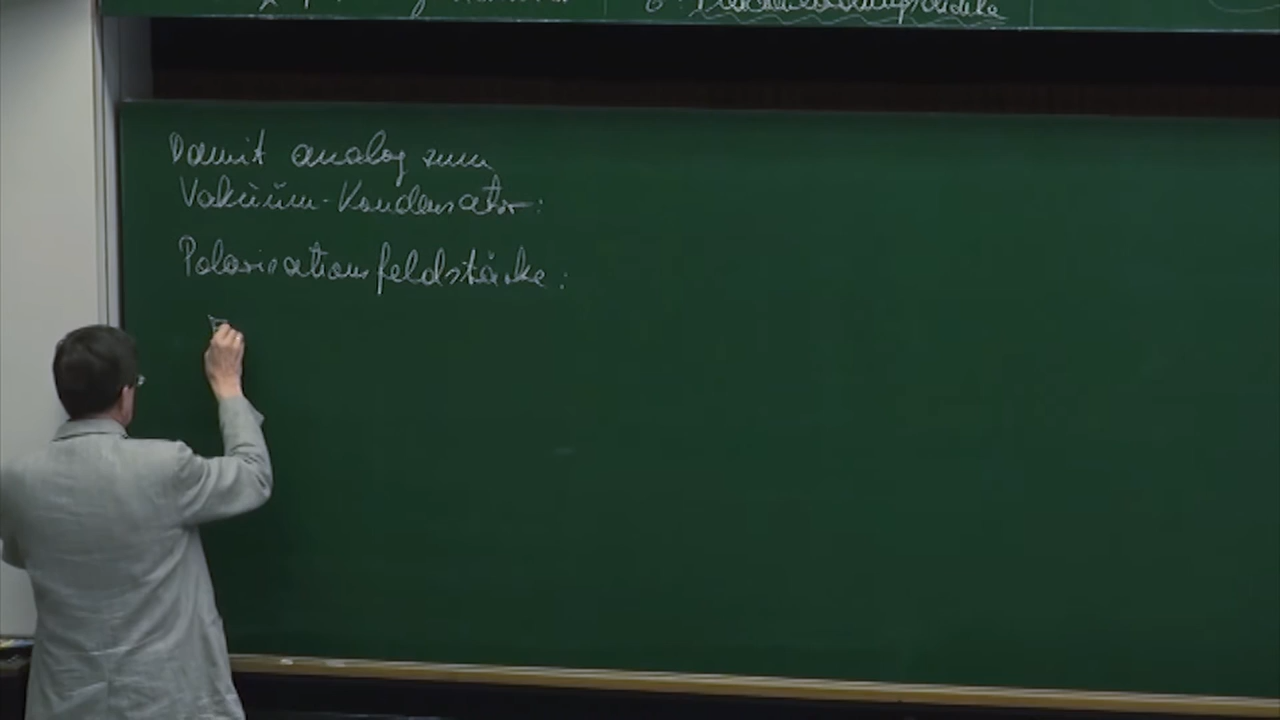 Damit analog zum
Vakuum-Kondensator:
Polarisationsfeldstärke: